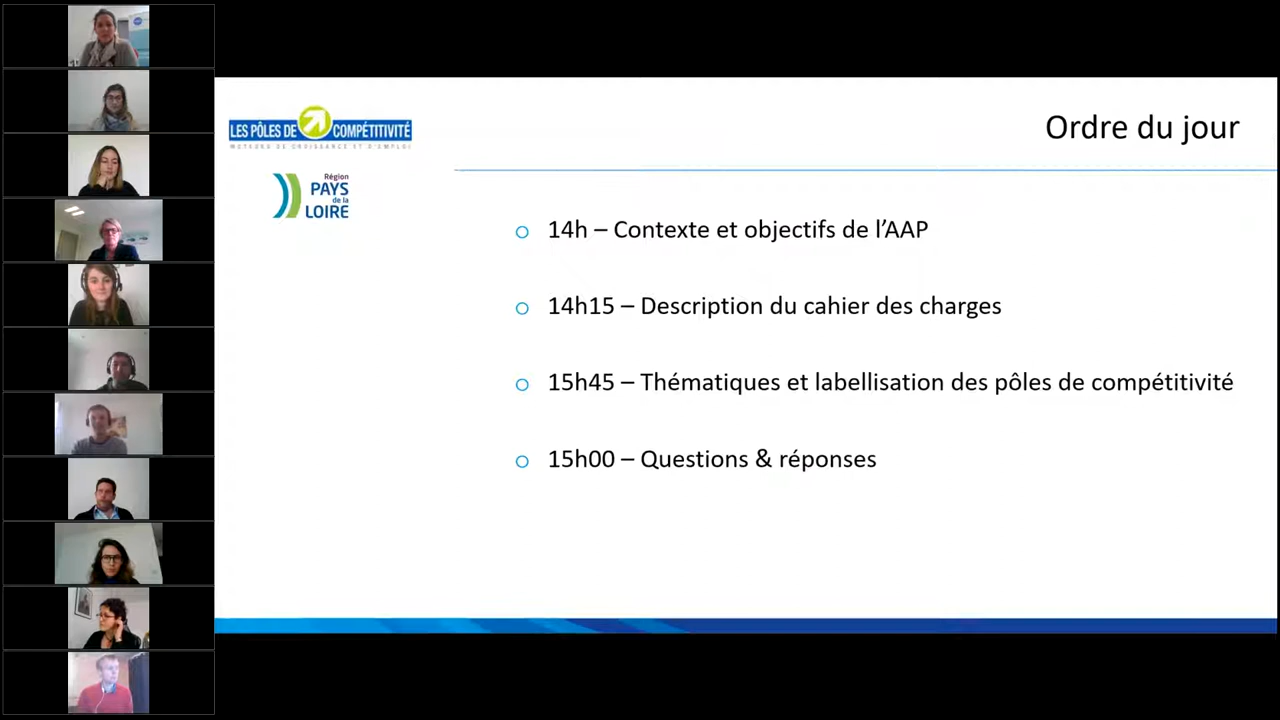 LES PÔLES DE COMPÉTITIVITÉ
MOTEURS DE CROISSANCE ET D'EMPLOI
Région
PAYS
de la
LOIRE
Ordre du jour
14h – Contexte et objectifs de l'AAP
14h15 – Description du cahier des charges
15h45 – Thématiques et labellisation des pôles de compétitivité
15h00 – Questions & réponses